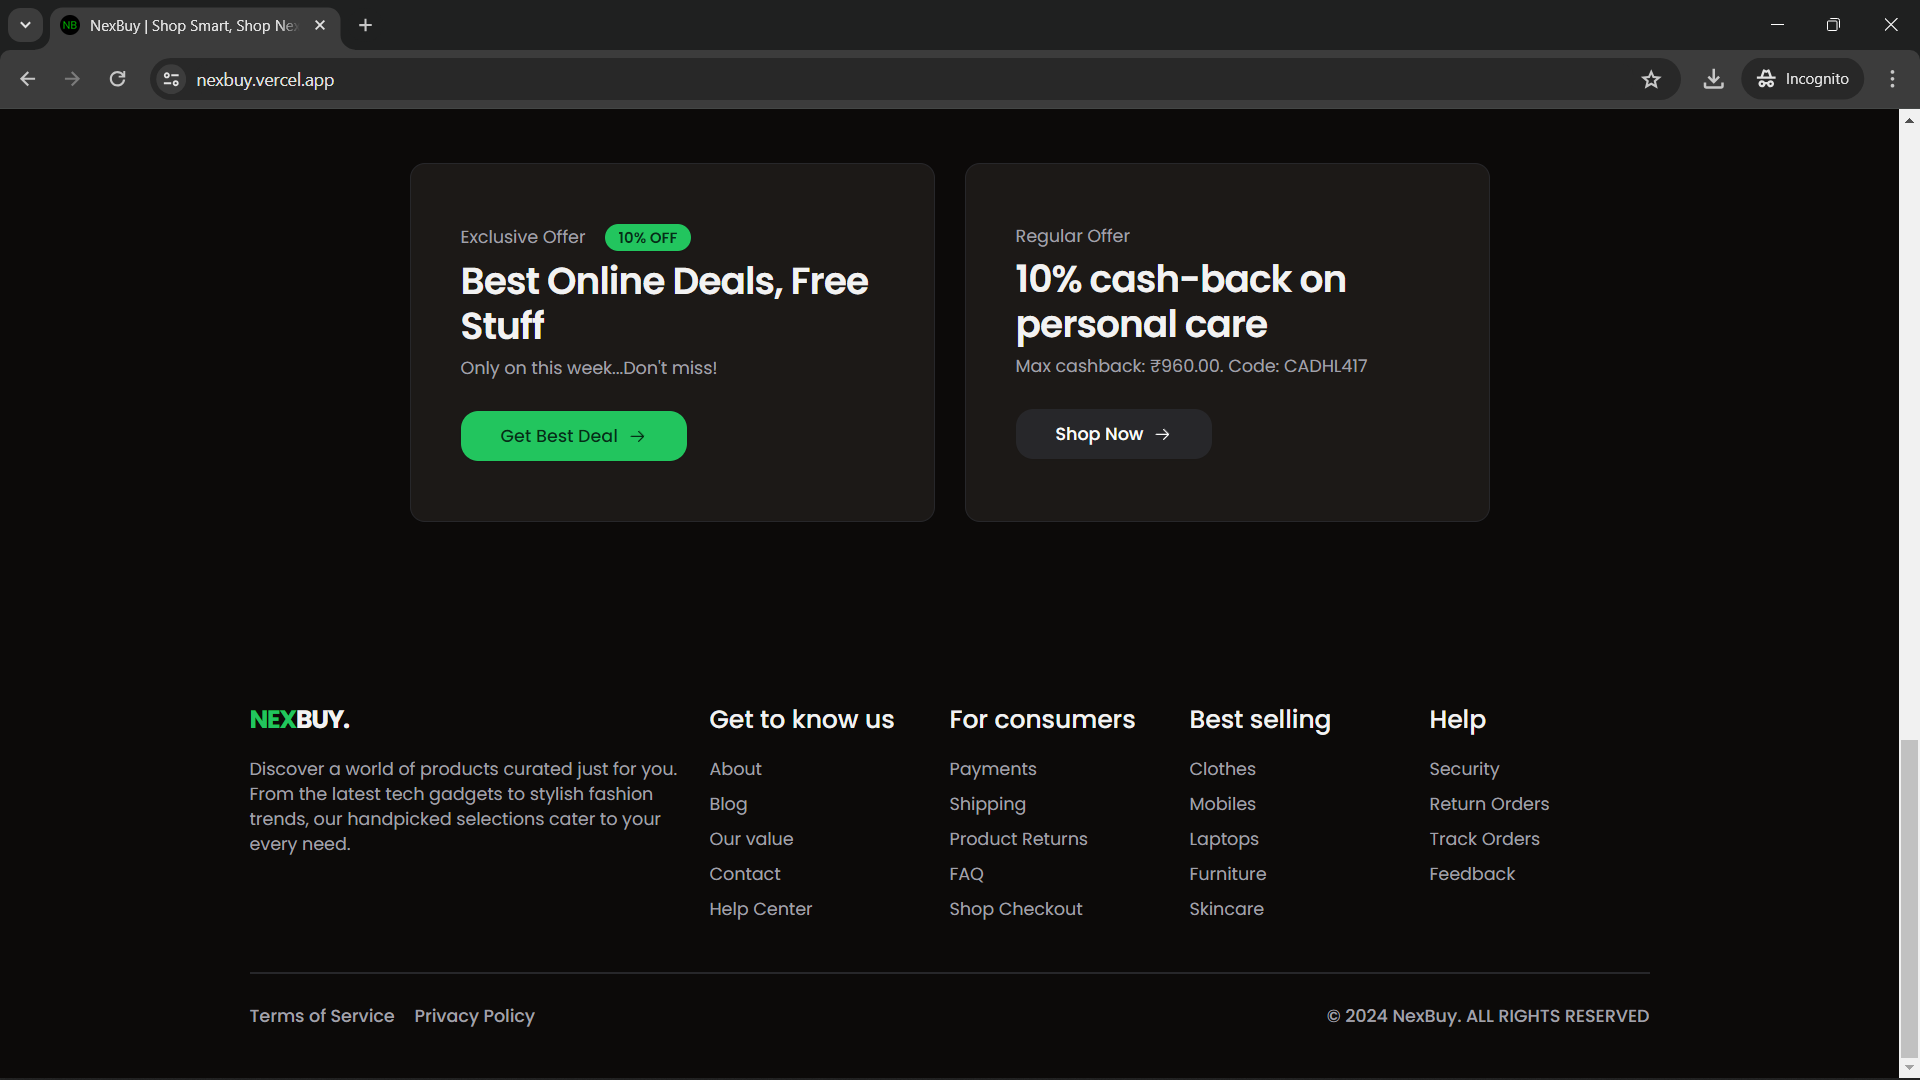 NB
NexBuy | Shop Smart, Shop Nex
nexbuy.vercel.app
Incognito
Exclusive Offer 10% OFF
Best Online Deals, Free
Stuff
Only on this week...Don't miss!
Get Best Deal →
Regular Offer
10% cash-back on
personal care
Max cashback: ₹960.00. Code: CADHL417
Shop Now →
NEXBUY.
Discover a world of products curated just for you.
From the latest tech gadgets to stylish fashion
trends, our handpicked selections cater to your
every need.
Get to know us
About
Blog
Our value
Contact
Help Center
For consumers
Payments
Shipping
Product Returns
FAQ
Shop Checkout
Best selling
Clothes
Mobiles
Laptops
Furniture
Skincare
Help
Security
Return Orders
Track Orders
Feedback
Terms of Service Privacy Policy
© 2024 NexBuy. ALL RIGHTS RESERVED